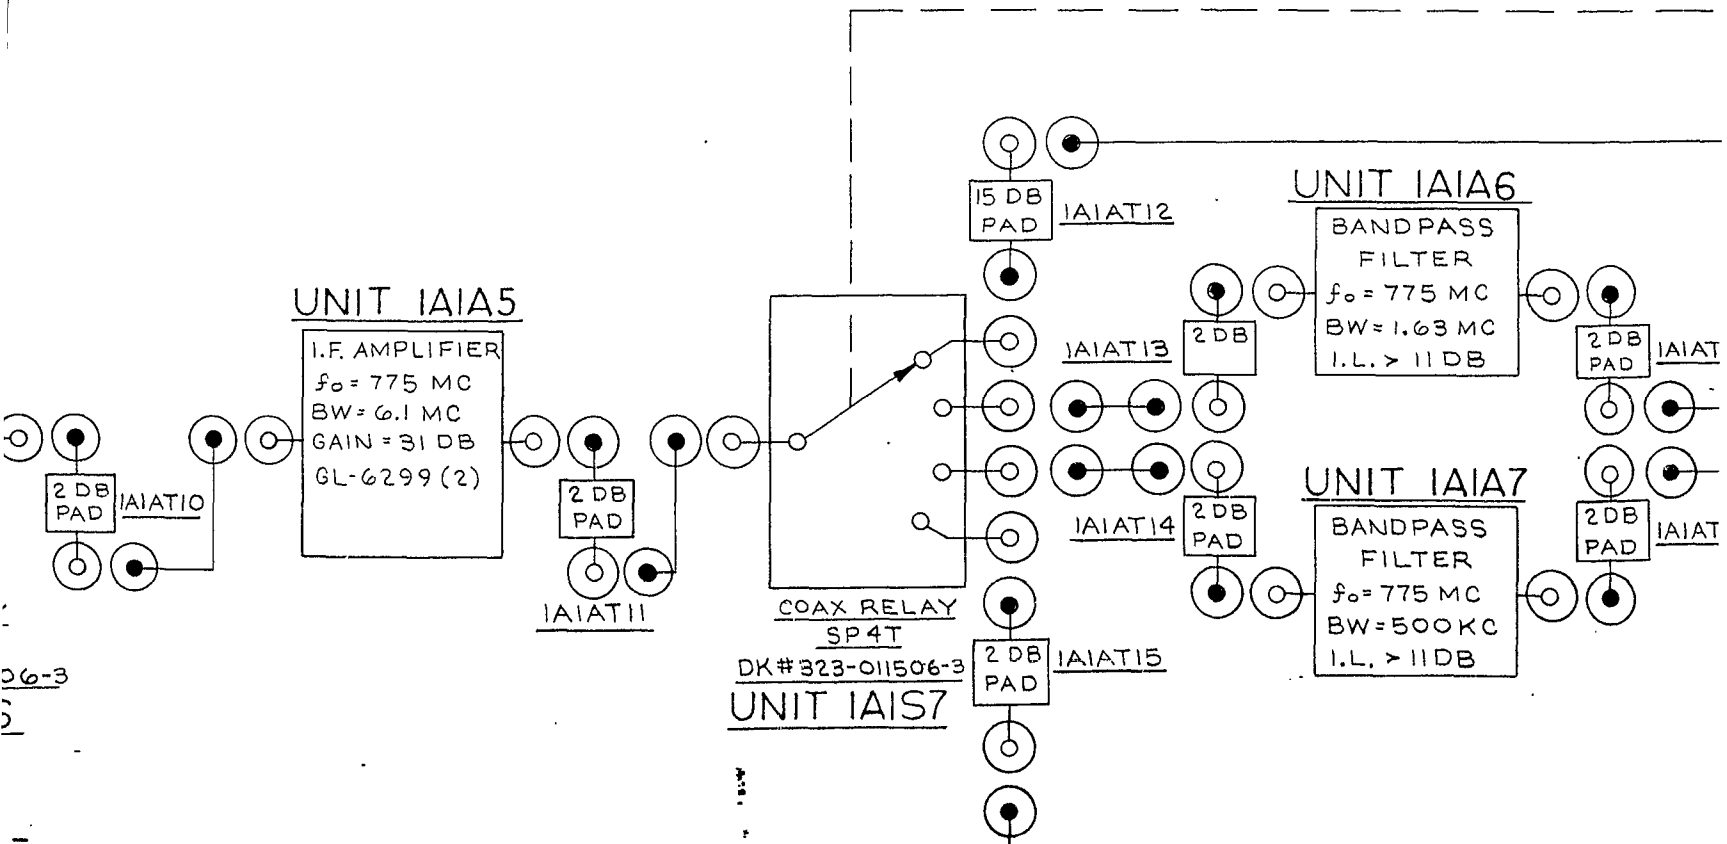 UNIT 1A1A5
I.F. AMPLIFIER
fo = 775 MC
BW = 6.1 MC
GAIN = 31 DB
GL-6299 (2)
2 DB
PAD
1A1AT10
2 DB
PAD
1A1AT11
06-3
COAX RELAY
SP4T
DK#323-011506-3
UNIT 1A1S7
15 DB
PAD
1A1AT12
1A1AT13
2 DB
1A1AT14
2 DB
PAD
2 DB
PAD
1A1AT15
UNIT 1A1A6
BANDPASS
FILTER
fo = 775 MC
BW = 1.63 MC
I.L. > 11 DB
2 DB
PAD
1A1AT
UNIT 1A1A7
BANDPASS
FILTER
fo = 775 MC
BW = 500 KC
I.L. > 11 DB
2 DB
PAD
1A1AT